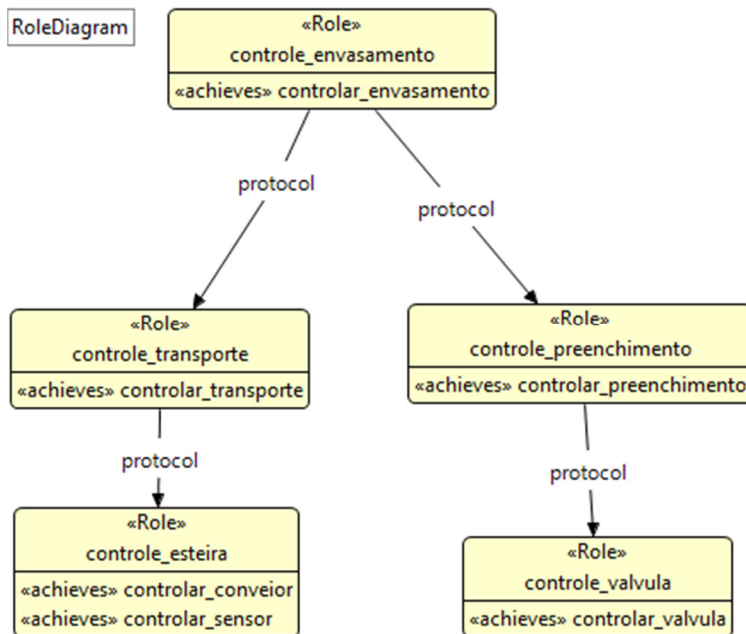 RoleDiagram
«Role»
controle_envasamento
«achieves» controlar_envasamento
protocol
protocol
«Role»
controle_transporte
«achieves» controlar_transporte
«Role»
controle_preenchimento
«achieves» controlar_preenchimento
protocol
protocol
«Role»
controle_esteira
«achieves» controlar_conveior
«achieves» controlar_sensor
«Role»
controle_valvula
«achieves» controlar_valvula